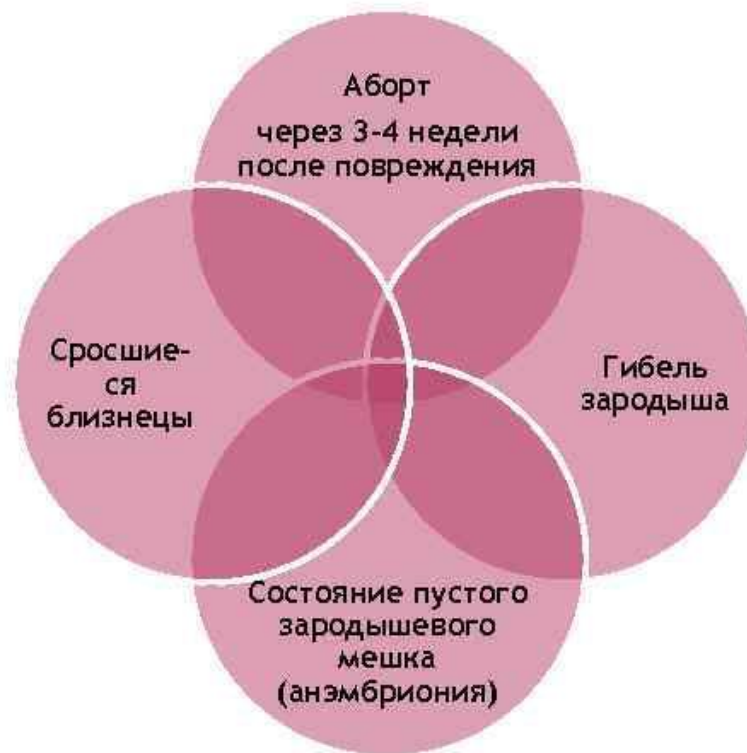 Аборт
через 3-4 недели
после повреждения
Сросшие-
ся
близнецы
Гибель
зародыша
Состояние пустого
зародышевого
мешка
(анэмбриония)